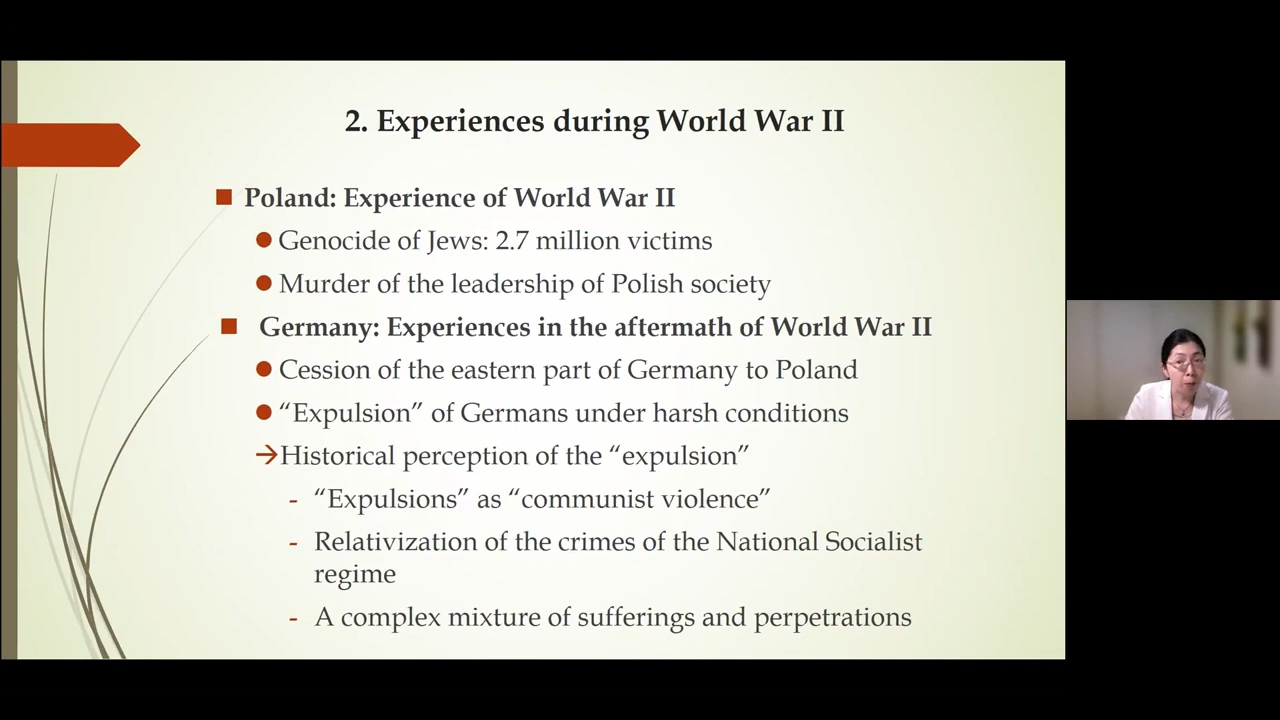 2. Experiences during World War II
Poland: Experience of World War II
Genocide of Jews: 2.7 million victims
Murder of the leadership of Polish society
Germany: Experiences in the aftermath of World War II
Cession of the eastern part of Germany to Poland
“Expulsion” of Germans under harsh conditions
→Historical perception of the “expulsion”
- “Expulsions” as “communist violence”
- Relativization of the crimes of the National Socialist
regime
- A complex mixture of sufferings and perpetrations